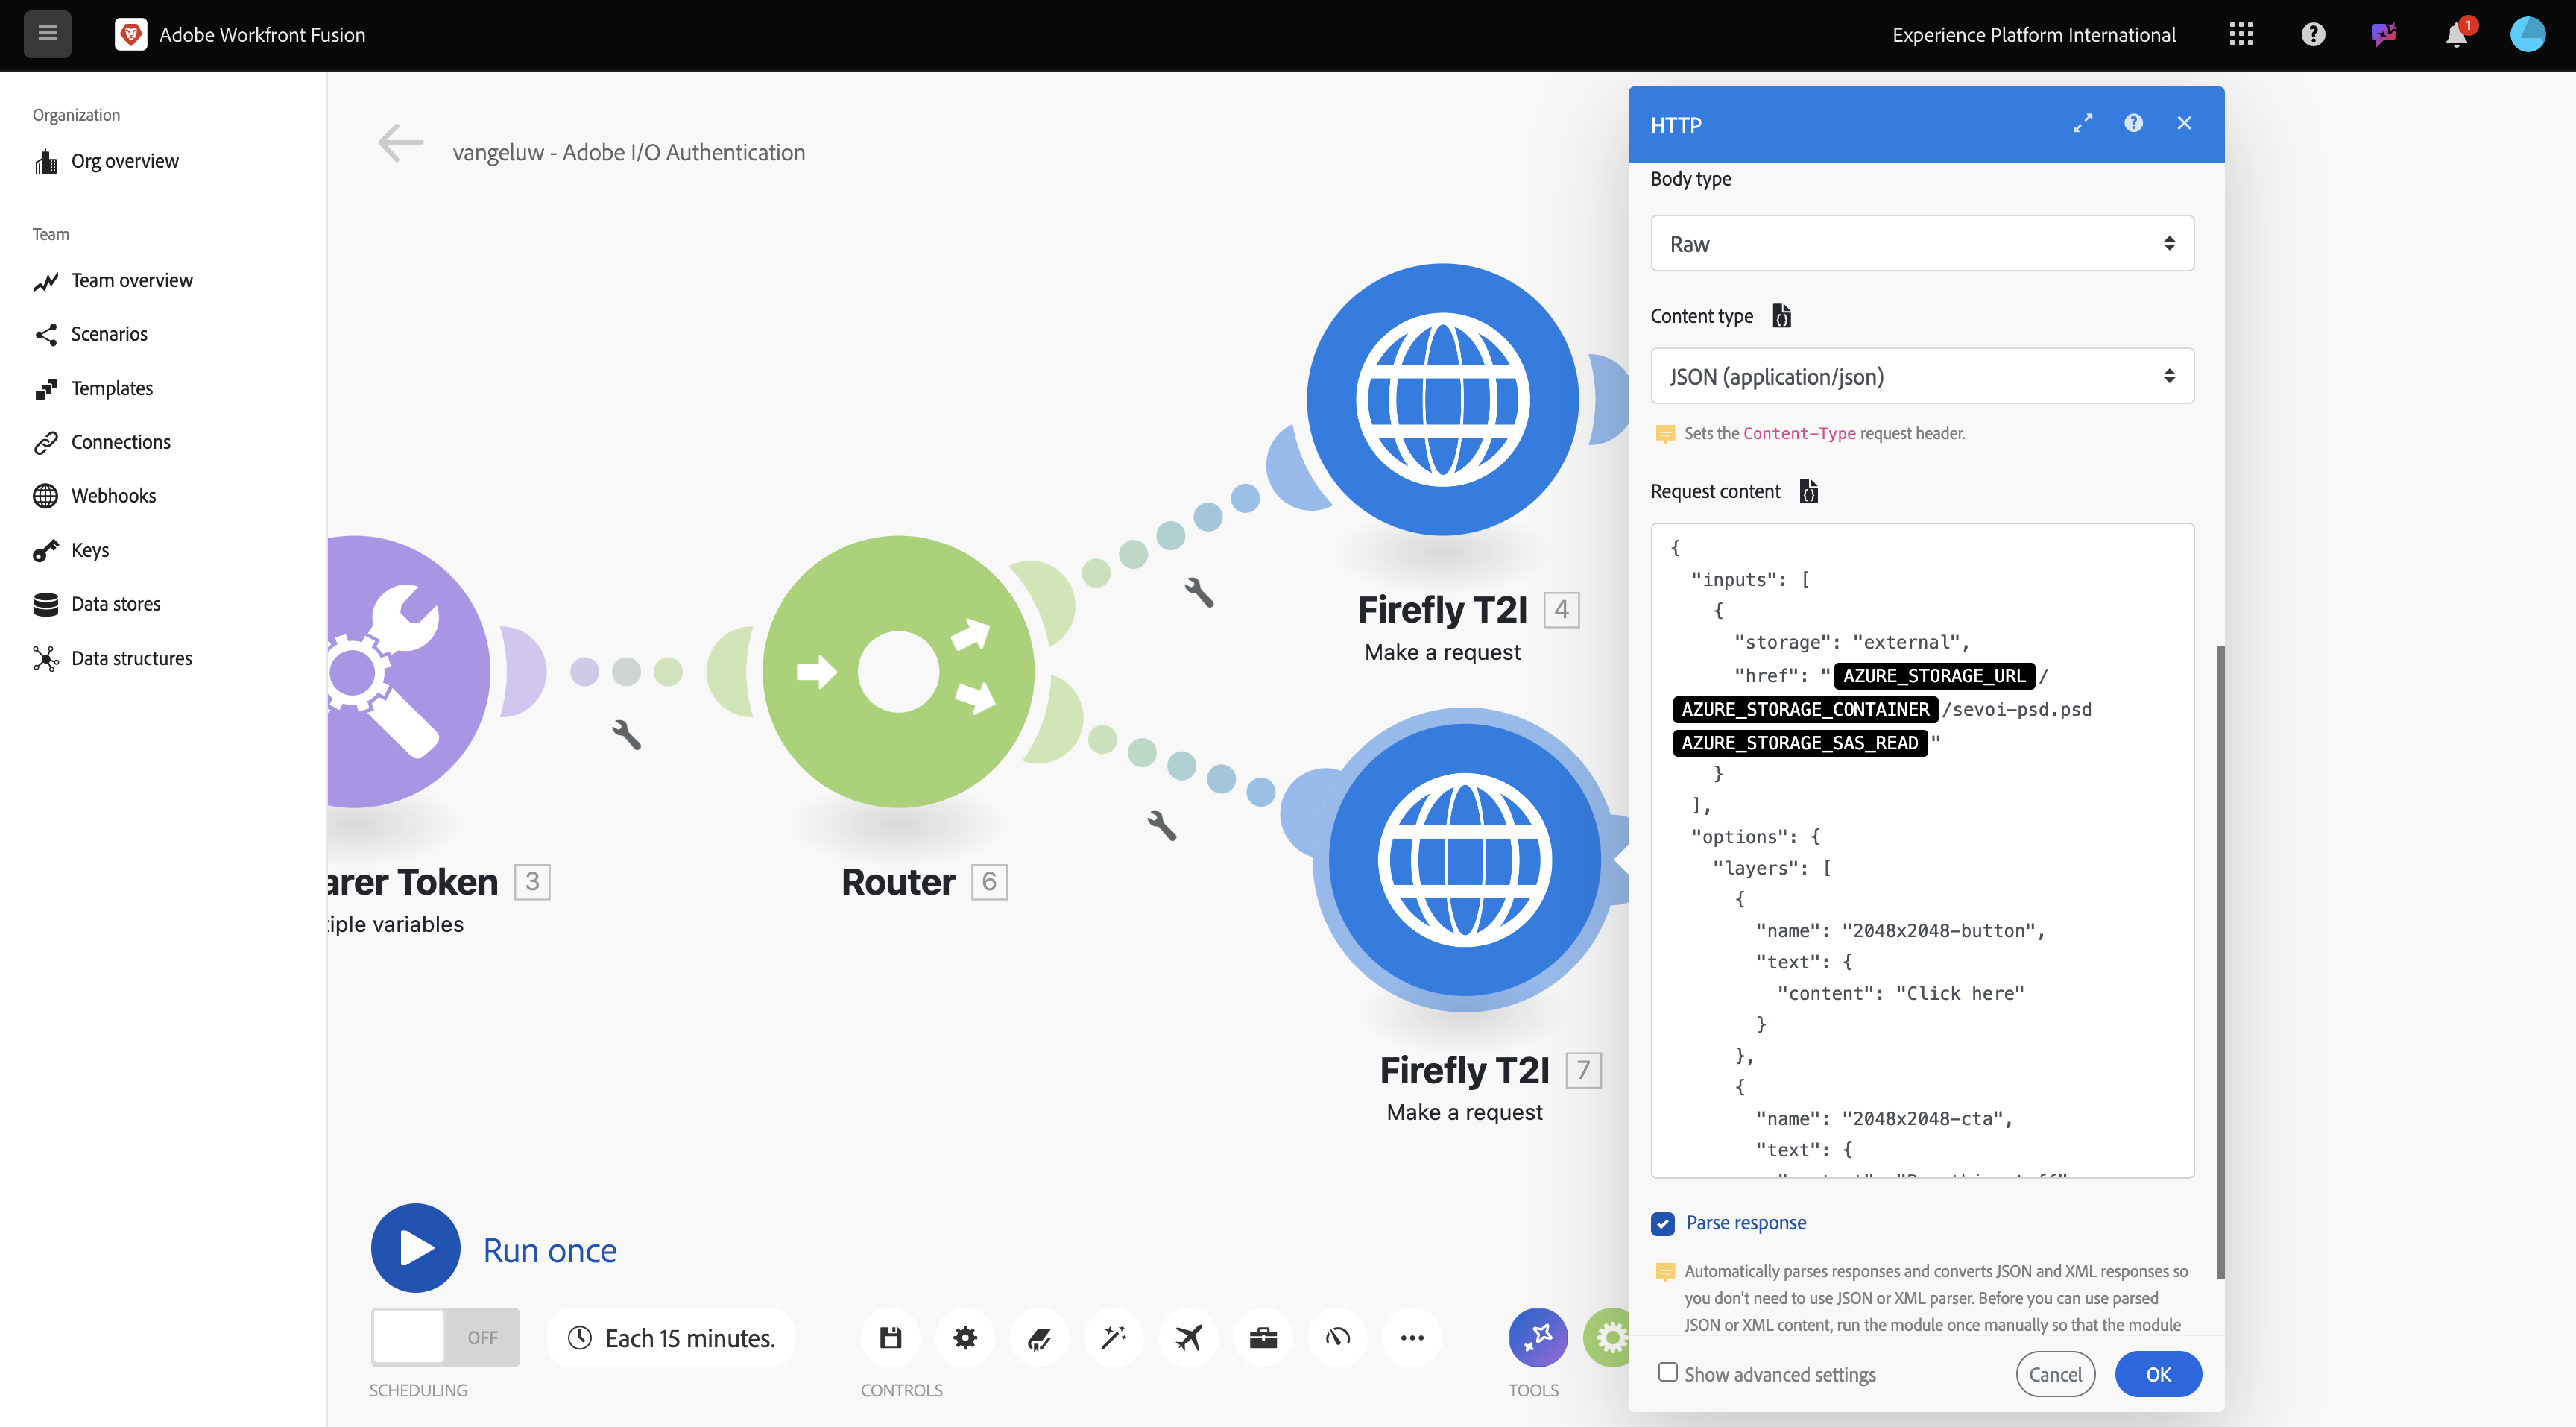 Adobe Workfront Fusion
Experience Platform International
1
Organization
Org overview
Team
Team overview
Scenarios
Templates
Connections
Webhooks
Keys
Data stores
Data structures
vangeluw - Adobe I/O Authentication
arer Token 3
iple variables
Router 6
Firefly T2I 4
Make a request
Firefly T2I 7
Make a request
Run once
OFF
Each 15 minutes.
SCHEDULING
CONTROLS
TOOLS
HTTP
Body type
Raw
Content type
JSON (application/json)
Sets the Content-Type request header.
Request content
{
"inputs": [
{
"storage": "external",
"href": "AZURE_STORAGE_URL/
AZURE_STORAGE_CONTAINER/sevoi-psd.psd
AZURE_STORAGE_SAS_READ"
}
],
"options": {
"layers": [
{
"name": "2048x2048-button",
"text": {
"content": "Click here"
}
},
{
"name": "2048x2048-cta",
"text": {
Parse response
Automatically parses responses and converts JSON and XML responses so
you don't need to use JSON or XML parser. Before you can use parsed
JSON or XML content, run the module once manually so that the module
Show advanced settings
Cancel
OK